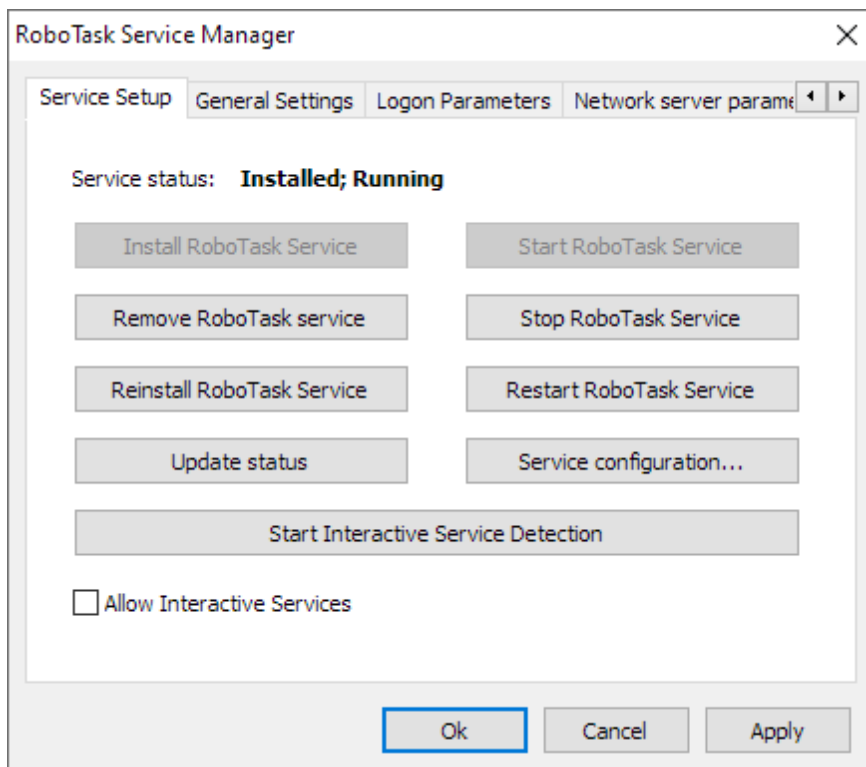 RoboTask Service Manager
Service Setup General Settings Logon Parameters Network server parame
Service status: Installed; Running
Install RoboTask Service Start RoboTask Service
Remove RoboTask service Stop RoboTask Service
Reinstall RoboTask Service Restart RoboTask Service
Update status Service configuration...
Start Interactive Service Detection
Allow Interactive Services
Ok Cancel Apply